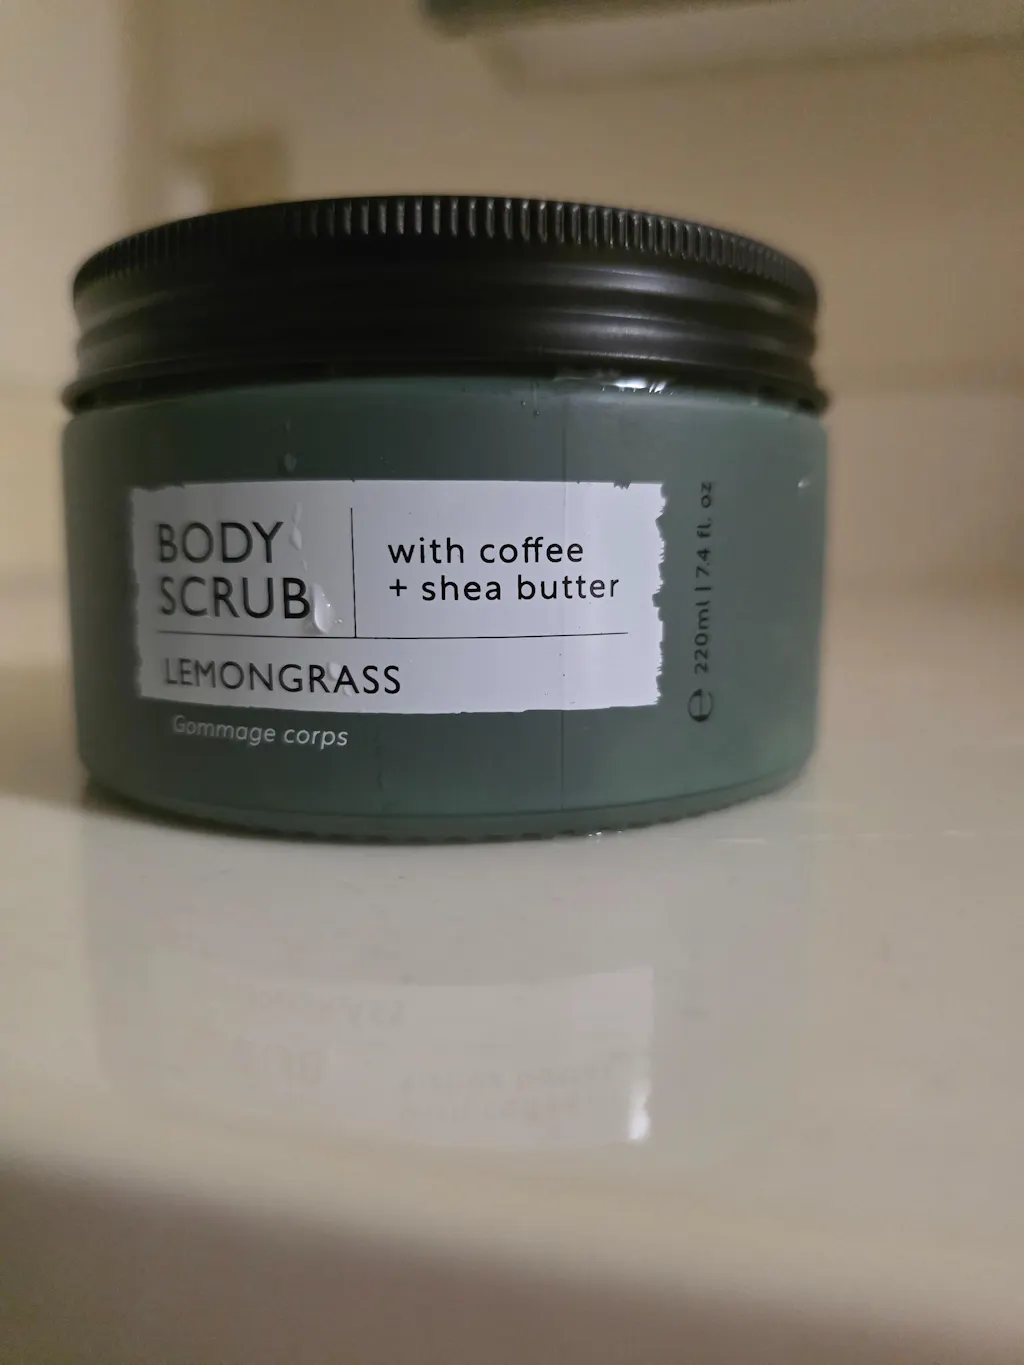 BODY
SCRUB
with coffee
+ shea butter
LEMONGRASS
Gommage corps
℮ 220ml | 7.4 fl. oz